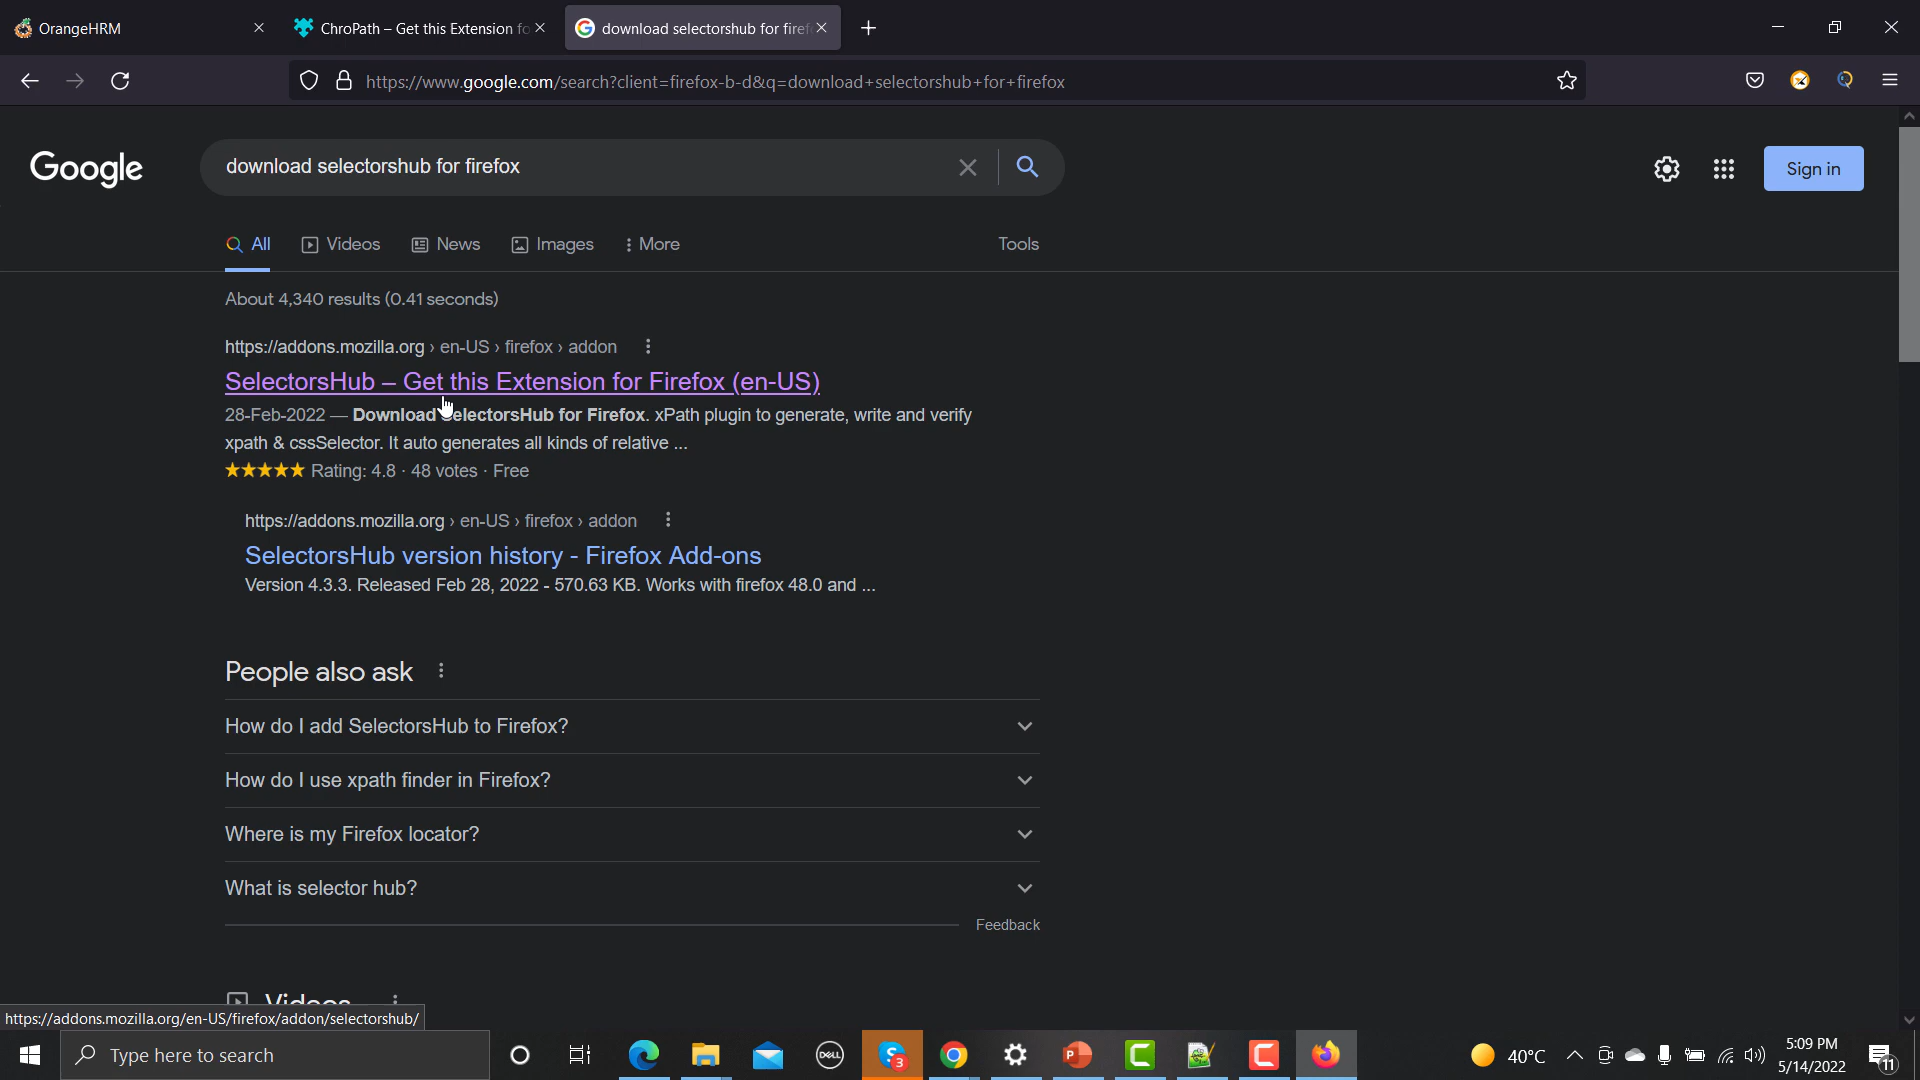 OrangeHRM
ChroPath – Get this Extension fo
download selectorshub for firef
https://www.google.com/search?client=firefox-b-d&q=download+selectorshub+for+firefox
Google
download selectorshub for firefox
Sign in
All
Videos
News
Images
More
Tools
About 4,340 results (0.41 seconds)
https://addons.mozilla.org › en-US › firefox › addon
SelectorsHub – Get this Extension for Firefox (en-US)
28-Feb-2022 — Download SelectorsHub for Firefox. xPath plugin to generate, write and verify
xpath & cssSelector. It auto generates all kinds of relative ...
Rating: 4.8 · 48 votes · Free
https://addons.mozilla.org › en-US › firefox › addon
SelectorsHub version history - Firefox Add-ons
Version 4.3.3. Released Feb 28, 2022 - 570.63 KB. Works with firefox 48.0 and ...
People also ask
How do I add SelectorsHub to Firefox?
How do I use xpath finder in Firefox?
Where is my Firefox locator?
What is selector hub?
Feedback
Videos
https://addons.mozilla.org/en-US/firefox/addon/selectorshub/
Type here to search
DELL
3
40°C
5:09 PM
5/14/2022
11